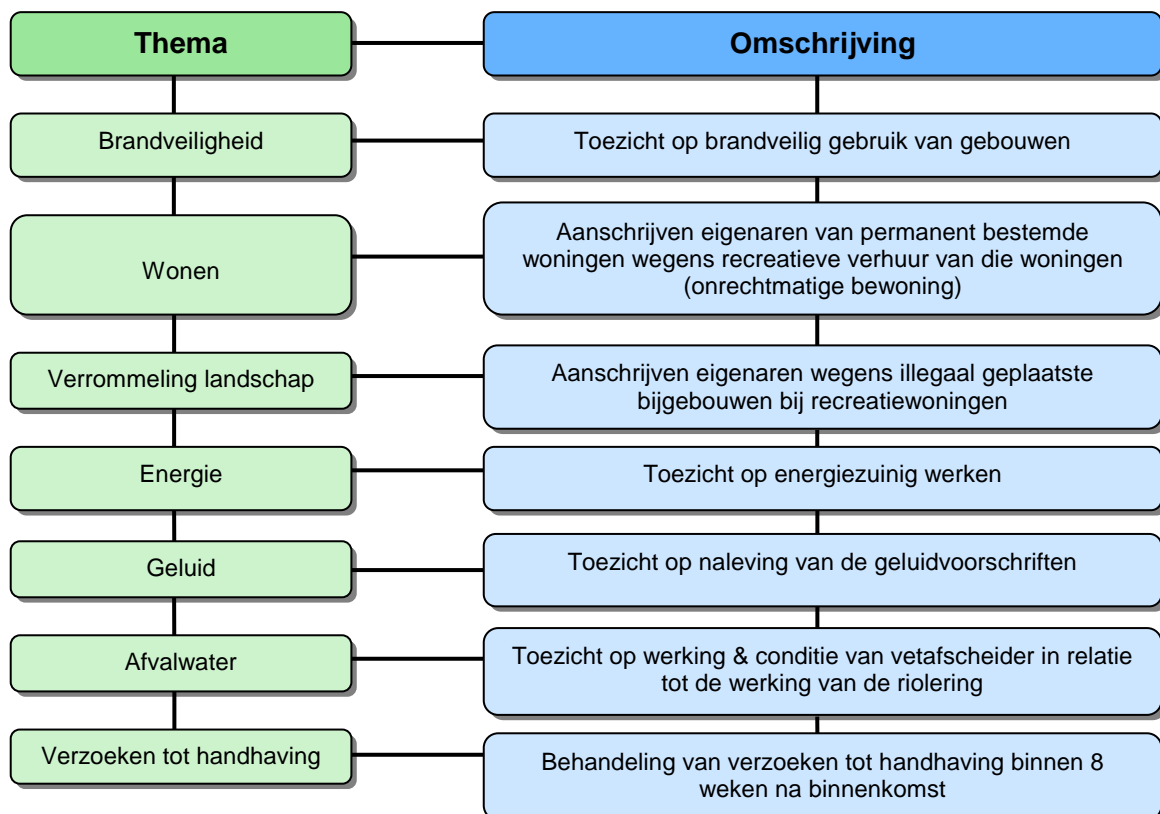 Thema
Omschrijving
Brandveiligheid
Toezicht op brandveilig gebruik van gebouwen
Wonen
Aanschrijven eigenaren van permanent bestemde
woningen wegens recreatieve verhuur van die woningen
(onrechtmatige bewoning)
Verrommeling landschap
Aanschrijven eigenaren wegens illegaal geplaatste
bijgebouwen bij recreatiewoningen
Energie
Toezicht op energiezuinig werken
Geluid
Toezicht op naleving van de geluidvoorschriften
Afvalwater
Toezicht op werking & conditie van vetafscheider in relatie
tot de werking van de riolering
Verzoeken tot handhaving
Behandeling van verzoeken tot handhaving binnen 8
weken na binnenkomst